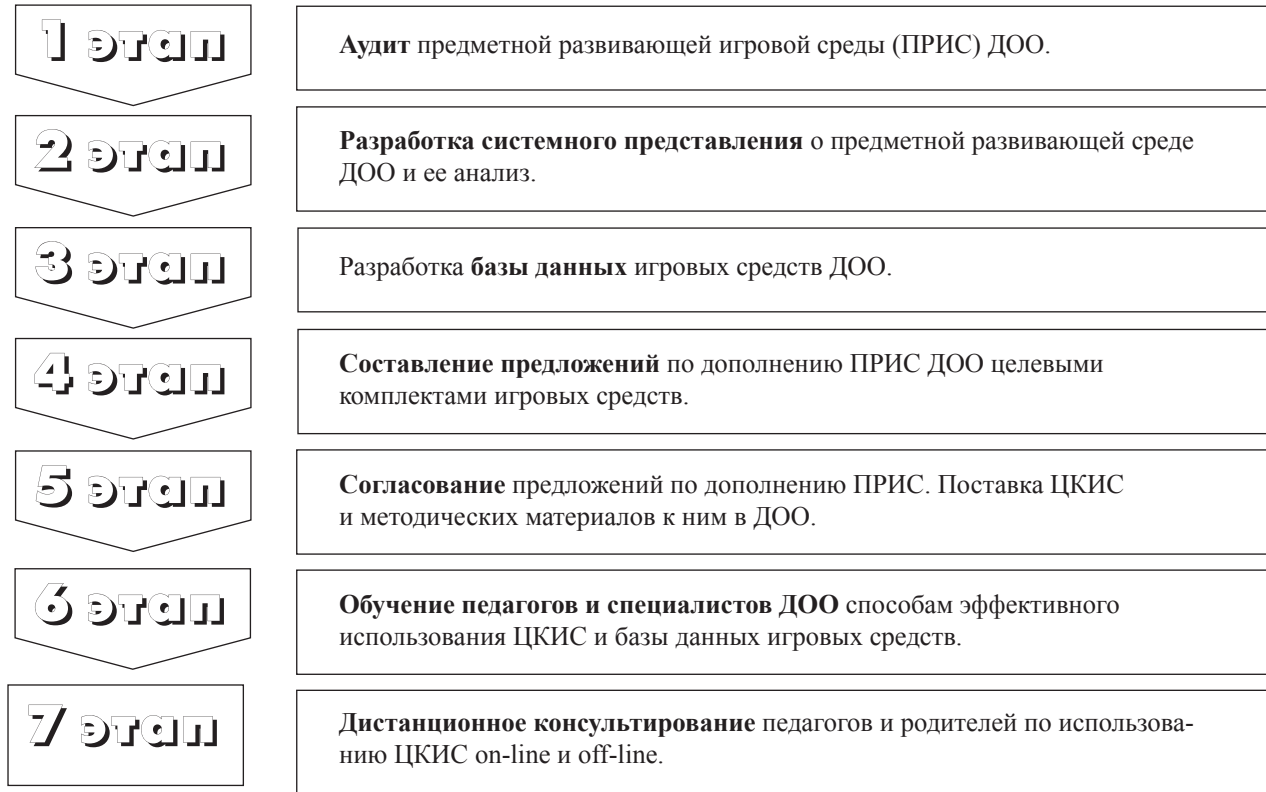 1 этап
Аудит предметной развивающей игровой среды (ПРИС) ДОО.
2 этап
Разработка системного представления о предметной развивающей среде
ДОО и ее анализ.
3 этап
Разработка базы данных игровых средств ДОО.
4 этап
Составление предложений по дополнению ПРИС ДОО целевыми
комплектами игровых средств.
5 этап
Согласование предложений по дополнению ПРИС. Поставка ЦКИС
и методических материалов к ним в ДОО.
6 этап
Обучение педагогов и специалистов ДОО способам эффективного
использования ЦКИС и базы данных игровых средств.
7 этап
Дистанционное консультирование педагогов и родителей по использова-
нию ЦКИС on-line и off-line.